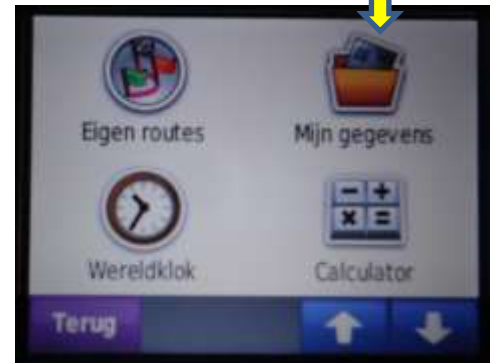 Eigen routes
Mijn gegevens
Wereldklok
Calculator
Terug